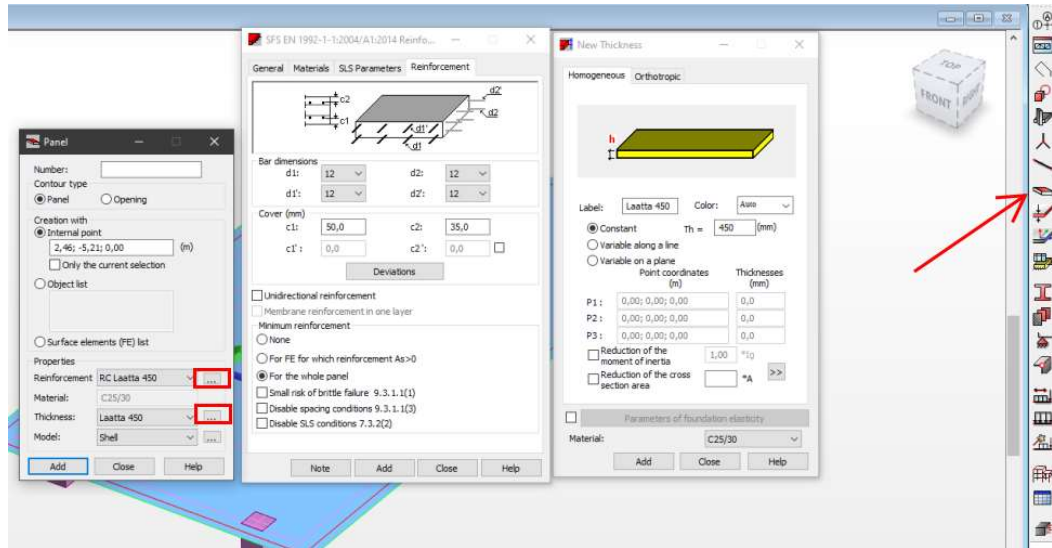 TOP
FRONT
RIGHT
Panel
Number:
Contour type
Panel
Opening
Creation with
Internal point
2,46; -5,21; 0,00
(m)
Only the current selection
Object list
Surface elements (FE) list
Properties
Reinforcement
RC Laatta 450
...
Material:
C25/30
Thickness:
Laatta 450
...
Model:
Shell
...
Add
Close
Help
SFS EN 1992-1-1:2004/A1:2014 Reinfo...
General
Materials
SLS Parameters
Reinforcement
c2
c1
d2'
d2
d1'
d1
Bar dimensions
d1:
12
d2:
12
d1':
12
d2':
12
Cover (mm)
c1:
50,0
c2:
35,0
c1' :
0,0
c2 ':
0,0
Deviations
Unidirectional reinforcement
Membrane reinforcement in one layer
Minimum reinforcement
None
For FE for which reinforcement As>0
For the whole panel
Small risk of brittle failure 9.3.1.1(1)
Disable spacing conditions 9.3.1.1(3)
Disable SLS conditions 7.3.2(2)
Note
Add
Close
Help
New Thickness
Homogeneous
Orthotropic
h
Label:
Laatta 450
Color:
Auto
Constant
Th =
450
(mm)
Variable along a line
Variable on a plane
Point coordinates
(m)
Thicknesses
(mm)
P1 :
0,00; 0,00; 0,00
0,0
P2 :
0,00; 0,00; 0,00
0,0
P3 :
0,00; 0,00; 0,00
0,0
Reduction of the
moment of inertia
1,00
*Ig
Reduction of the cross
section area
*A
>>
Parameters of foundation elasticity
Material:
C25/30
Add
Close
Help